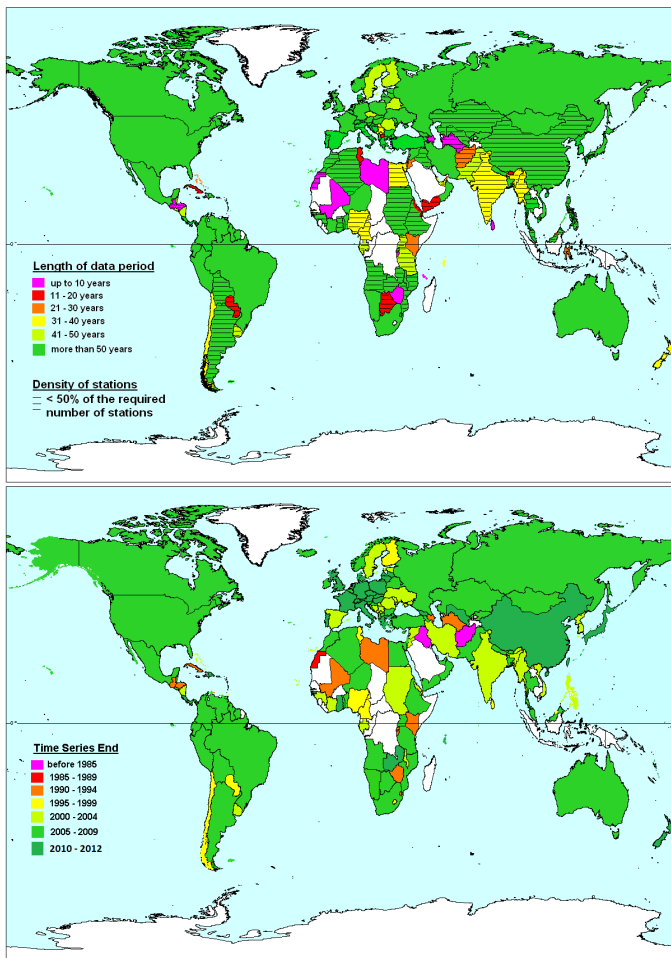 Length of data period
up to 10 years
11 - 20 years
21 - 30 years
31 - 40 years
41 - 50 years
more than 50 years
Density of stations
< 50% of the required
number of stations
Time Series End
before 1985
1985 - 1989
1990 - 1994
1995 - 1999
2000 - 2004
2005 - 2009
2010 - 2012